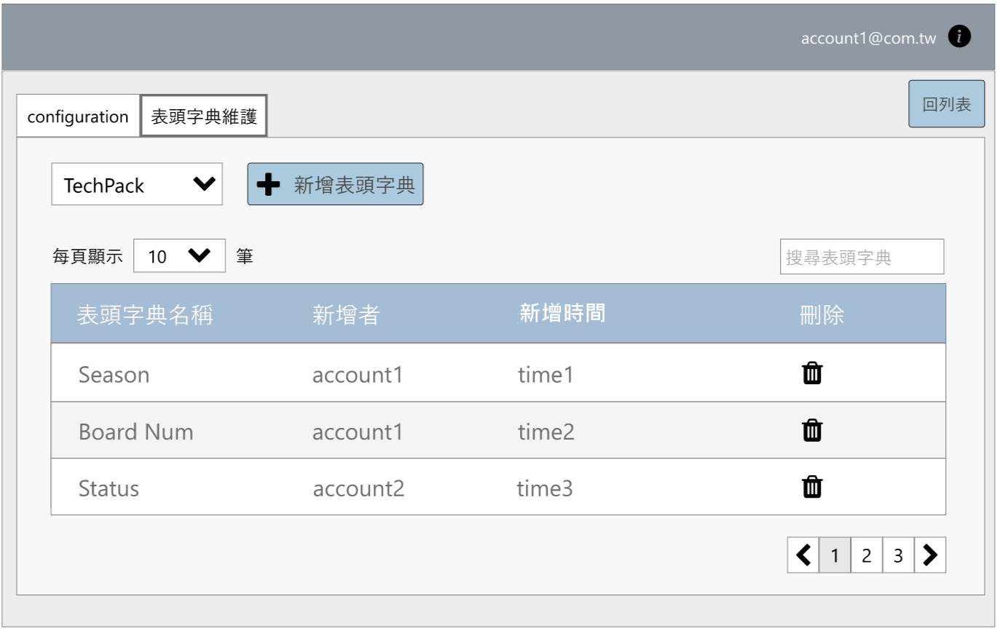 account1@com.tw
回列表
configuration 表頭字典維護
TechPack 新增表頭字典
每頁顯示 10 筆 搜尋表頭字典
表頭字典名稱 新增者 新增時間 刪除
Season account1 time1
Board Num account1 time2
Status account2 time3
1 2 3